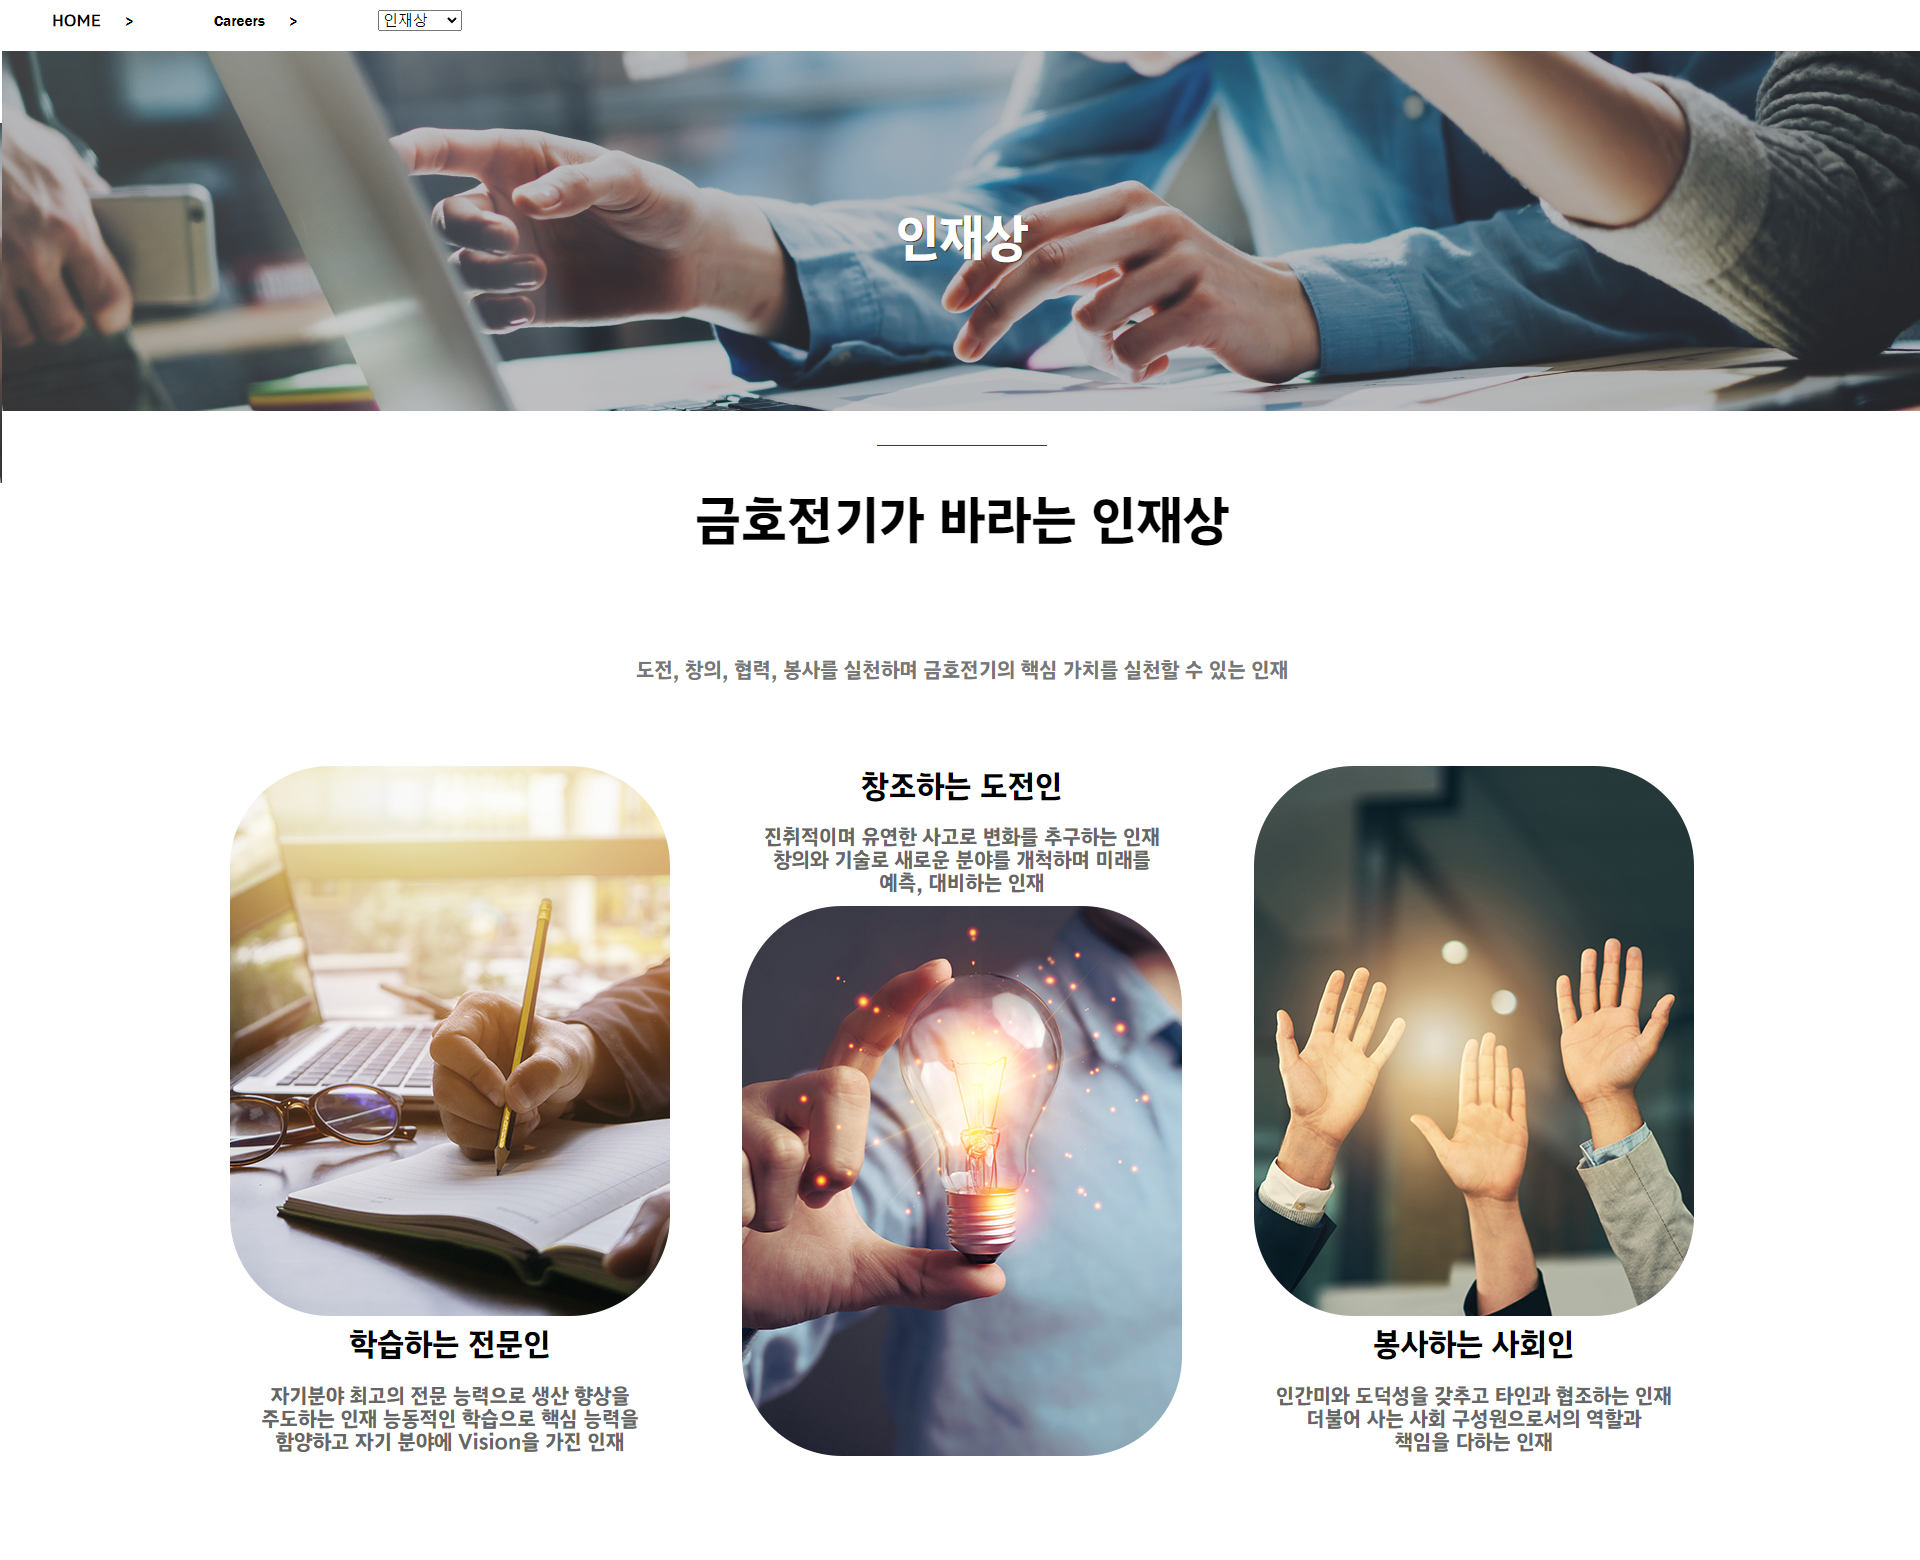 HOME > Careers > 인재상
인재상
금호전기가 바라는 인재상
도전, 창의, 협력, 봉사를 실천하며 금호전기의 핵심 가치를 실천할 수 있는 인재
학습하는 전문인
자기분야 최고의 전문 능력으로 생산 향상을
주도하는 인재 능동적인 학습으로 핵심 능력을
함양하고 자기 분야에 Vision을 가진 인재
창조하는 도전인
진취적이며 유연한 사고로 변화를 추구하는 인재
창의와 기술로 새로운 분야를 개척하며 미래를
예측, 대비하는 인재
봉사하는 사회인
인간미와 도덕성을 갖추고 타인과 협조하는 인재
더불어 사는 사회 구성원으로서의 역할과
책임을 다하는 인재